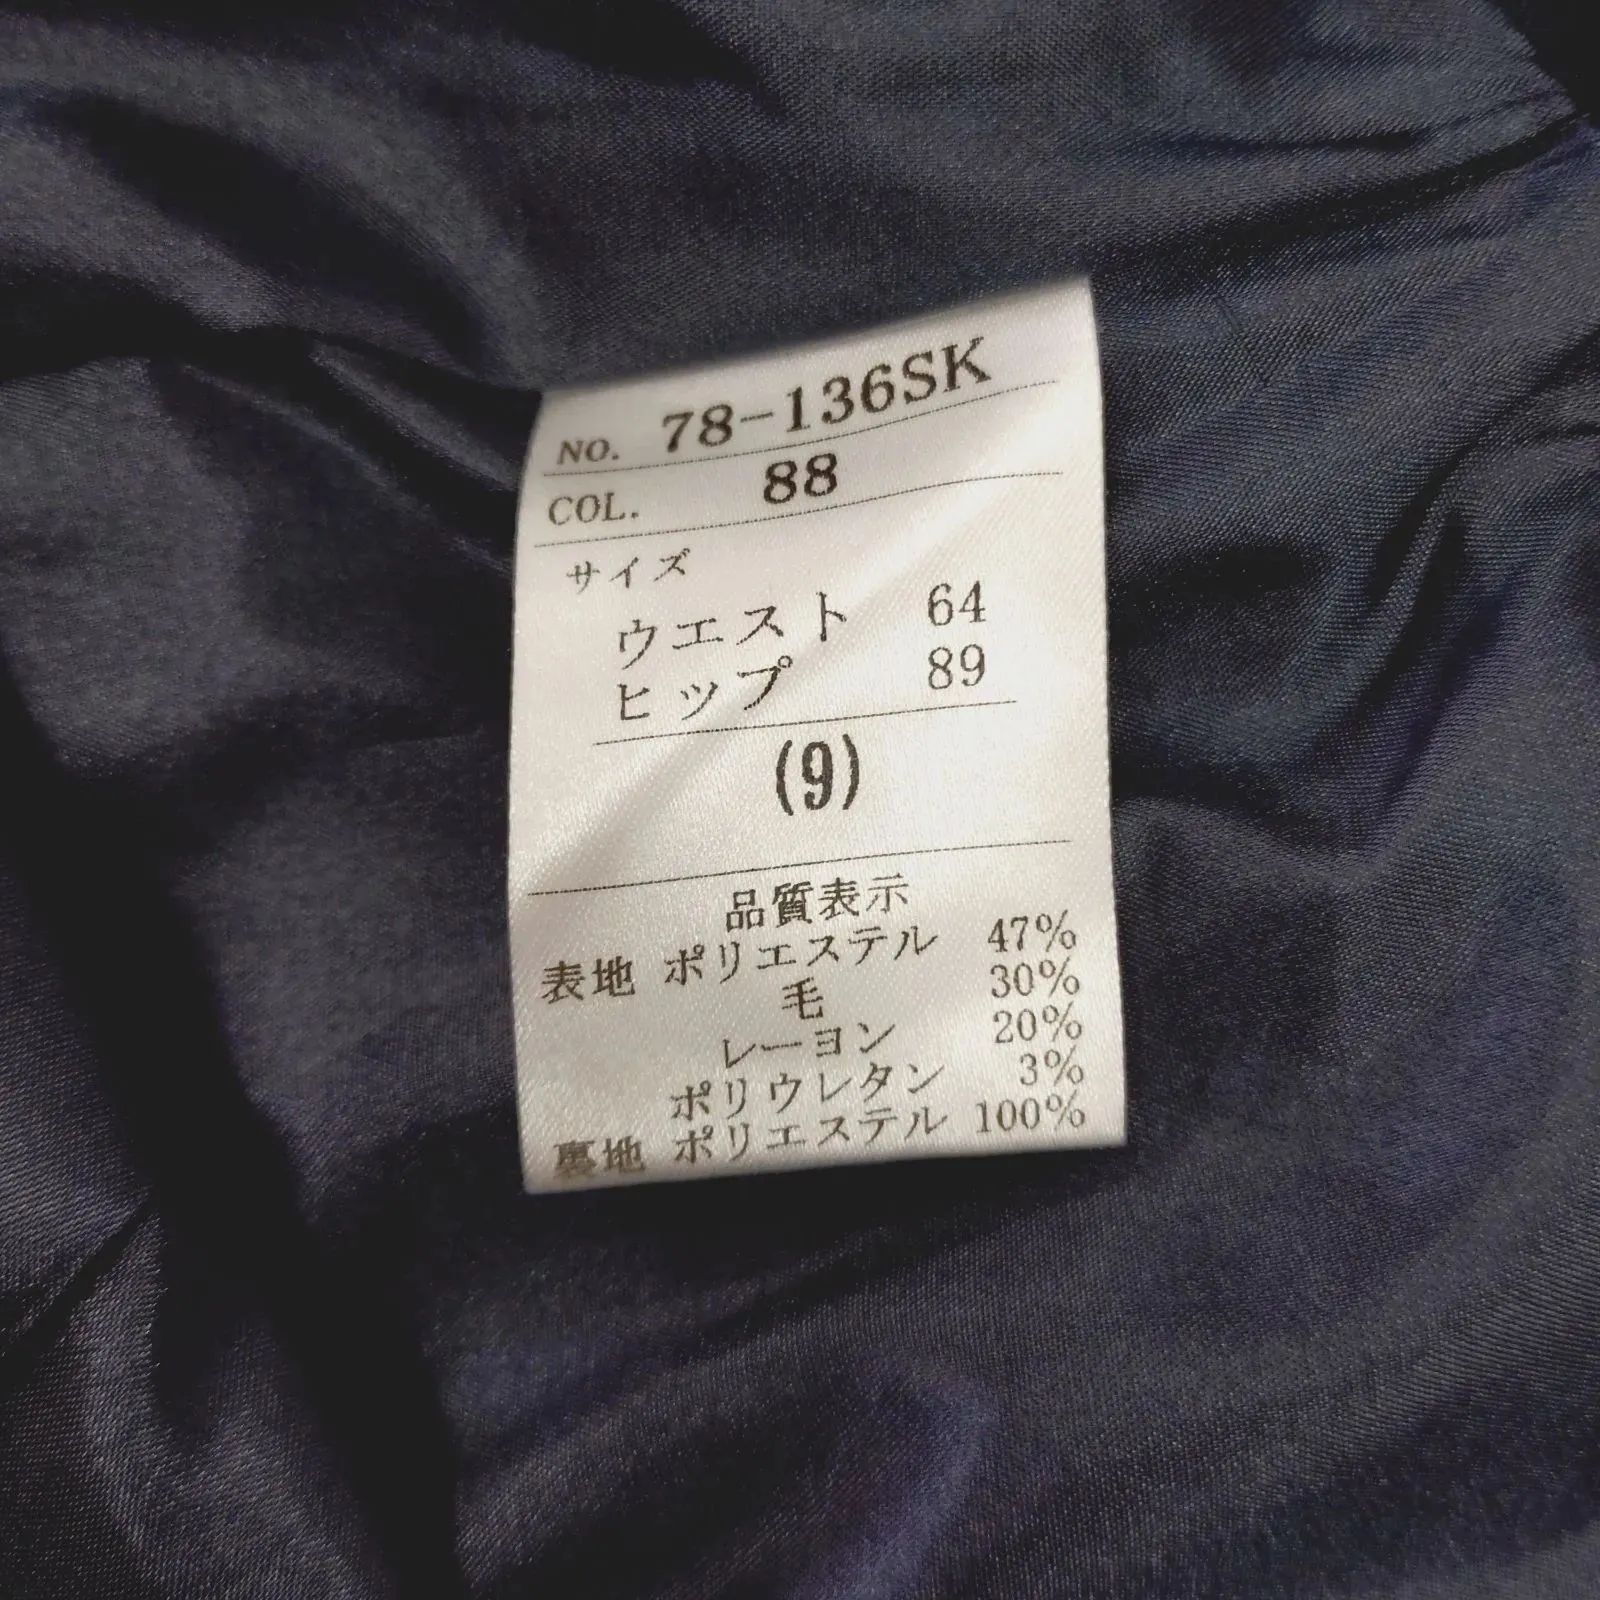 NO. 78-136SK
COL. 88
サイズ
ウエスト 64
ヒップ 89
(9)
品質表示
表地 ポリエステル 47%
毛 30%
レーヨン 20%
ポリウレタン 3%
裏地 ポリエステル 100%